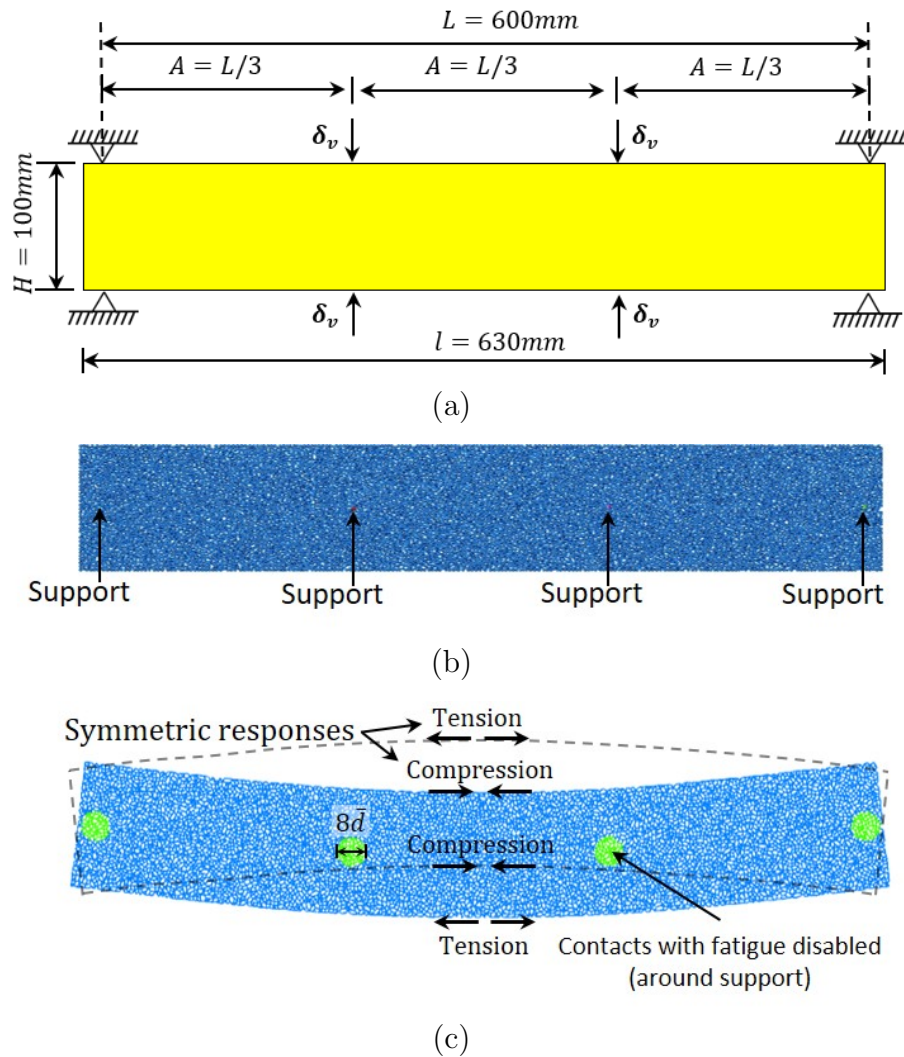 L = 600mm
A = L/3 A = L/3 A = L/3
δᵥ δᵥ
H = 100mm
δᵥ δᵥ
l = 630mm
(a)
Support Support Support Support
(b)
Symmetric responses
Tension
Compression
8d̄
Compression
Tension
Contacts with fatigue disabled
(around support)
(c)